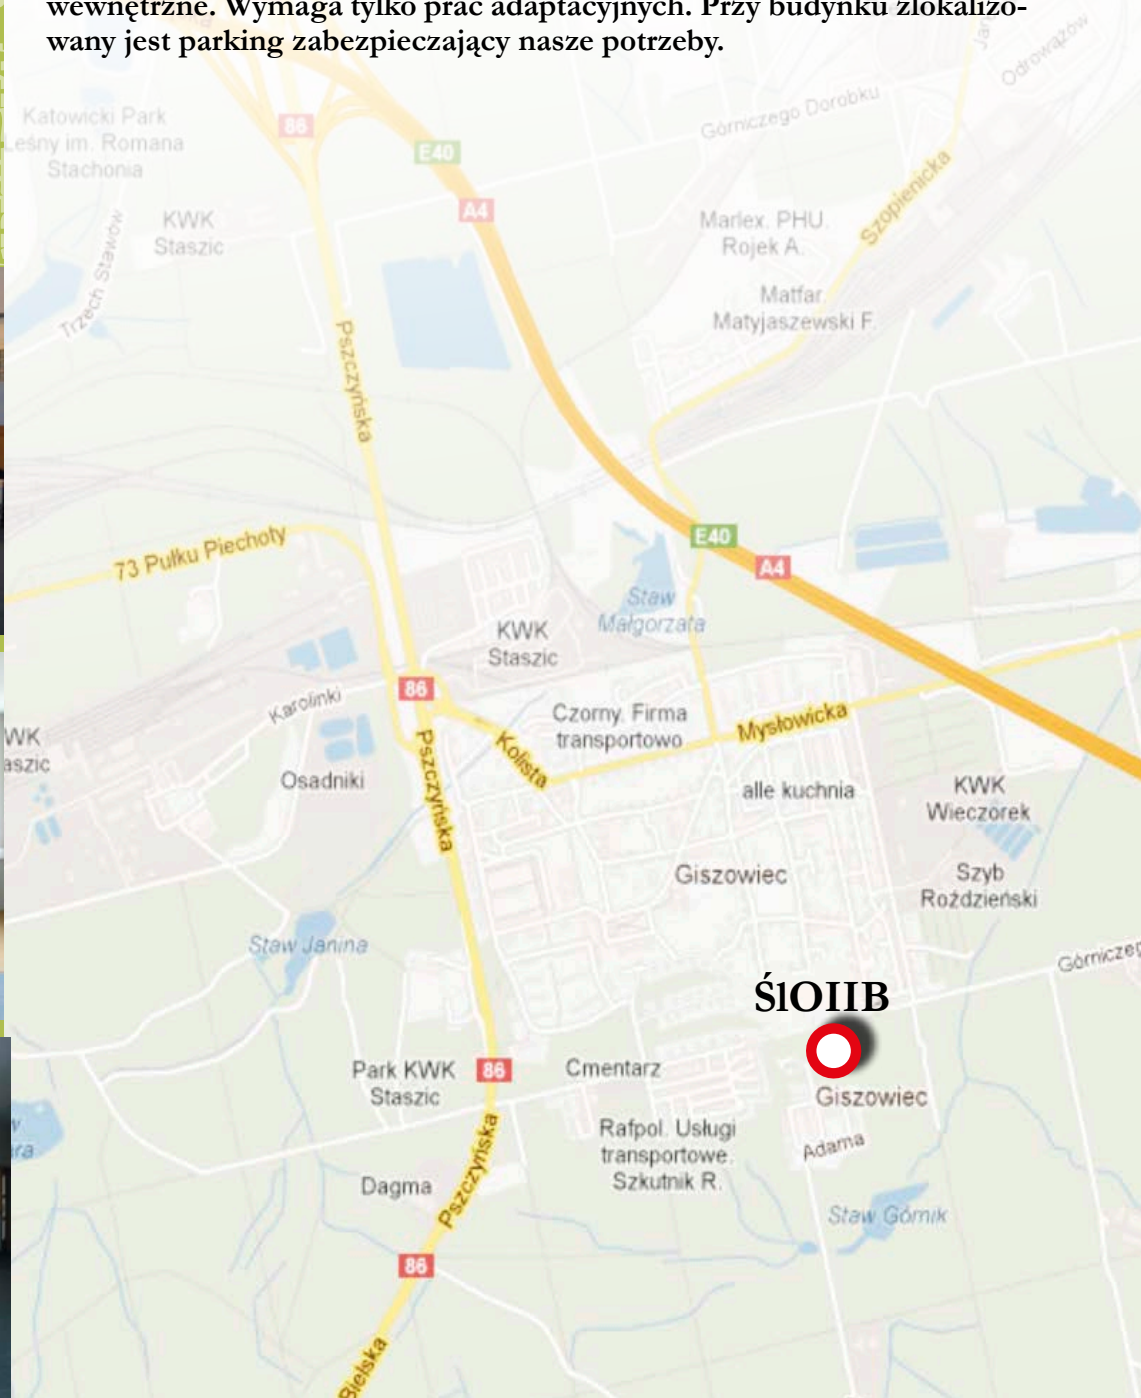 wewnętrzne. Wymaga tylko prac adaptacyjnych. Przy budynku zlokalizo-
wany jest parking zabezpieczający nasze potrzeby.
Odrowążów
Katowicki Park
Leśny im. Romana
Stachonia
86
Górniczego Dorobku
E40
Szopienicka
A4
KWK
Staszic
Marlex. PHU.
Rojek A.
Trzech Stawów
Matfar.
Matyjaszewski F.
Pszczyńska
73 Pułku Piechoty
E40
A4
Staw
Małgorzata
KWK
Staszic
86
Karolinki
Czorny. Firma
transportowo
Mysłowicka
WK
aszic
Kolista
Osadniki
Pszczyńska
alle kuchnia
KWK
Wieczorek
Giszowiec
Szyb
Roździeński
Staw Janina
Górniczeg
ŚlOIIB
Park KWK
Staszic
86
Cmentarz
Giszowiec
Rafpol. Usługi
transportowe.
Szkutnik R.
Adama
ra
Dagma
Pszczyńska
Staw Górnik
86
Bielska